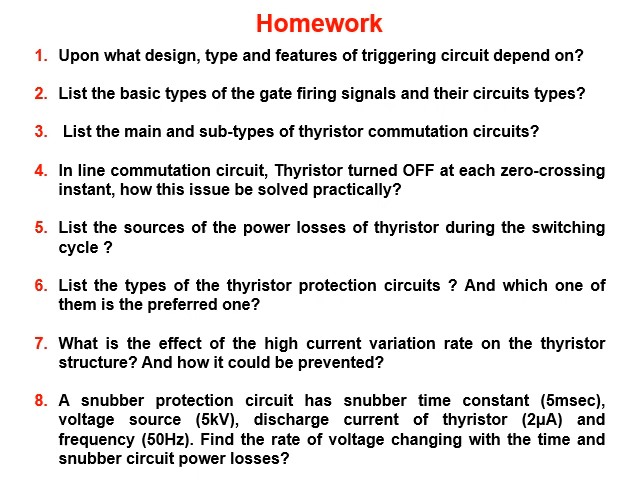 Homework
1. Upon what design, type and features of triggering circuit depend on?
2. List the basic types of the gate firing signals and their circuits types?
3. List the main and sub-types of thyristor commutation circuits?
4. In line commutation circuit, Thyristor turned OFF at each zero-crossing
instant, how this issue be solved practically?
5. List the sources of the power losses of thyristor during the switching
cycle ?
6. List the types of the thyristor protection circuits ? And which one of
them is the preferred one?
7. What is the effect of the high current variation rate on the thyristor
structure? And how it could be prevented?
8. A snubber protection circuit has snubber time constant (5msec),
voltage source (5kV), discharge current of thyristor (2μA) and
frequency (50Hz). Find the rate of voltage changing with the time and
snubber circuit power losses?